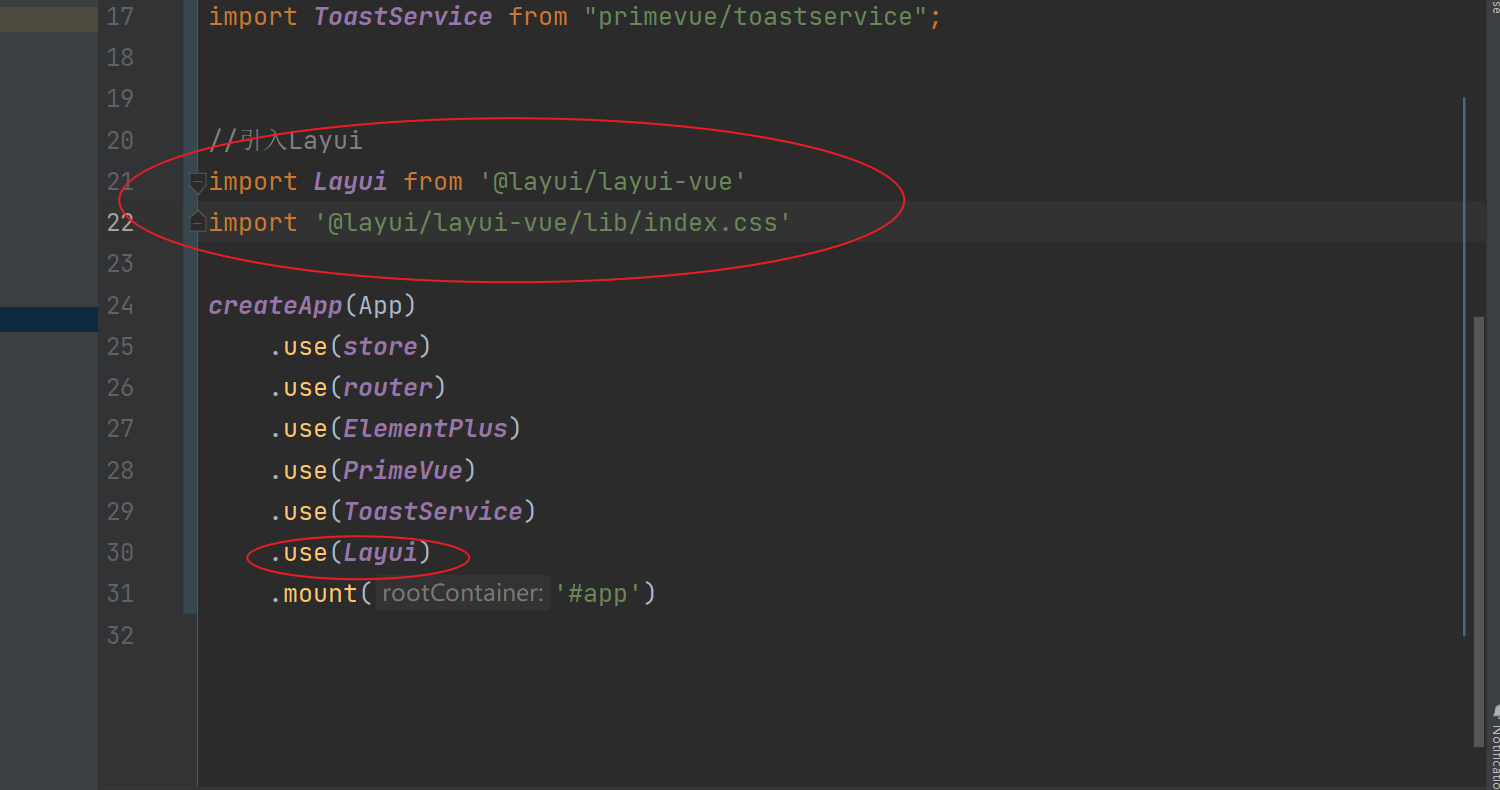 17 import ToastService from "primevue/toastservice";
18
19
20 //引入Layui
21 import Layui from '@layui/layui-vue'
22 import '@layui/layui-vue/lib/index.css'
23
24 createApp(App)
25 .use(store)
26 .use(router)
27 .use(ElementPlus)
28 .use(PrimeVue)
29 .use(ToastService)
30 .use(Layui)
31 .mount( rootContainer: '#app')
32